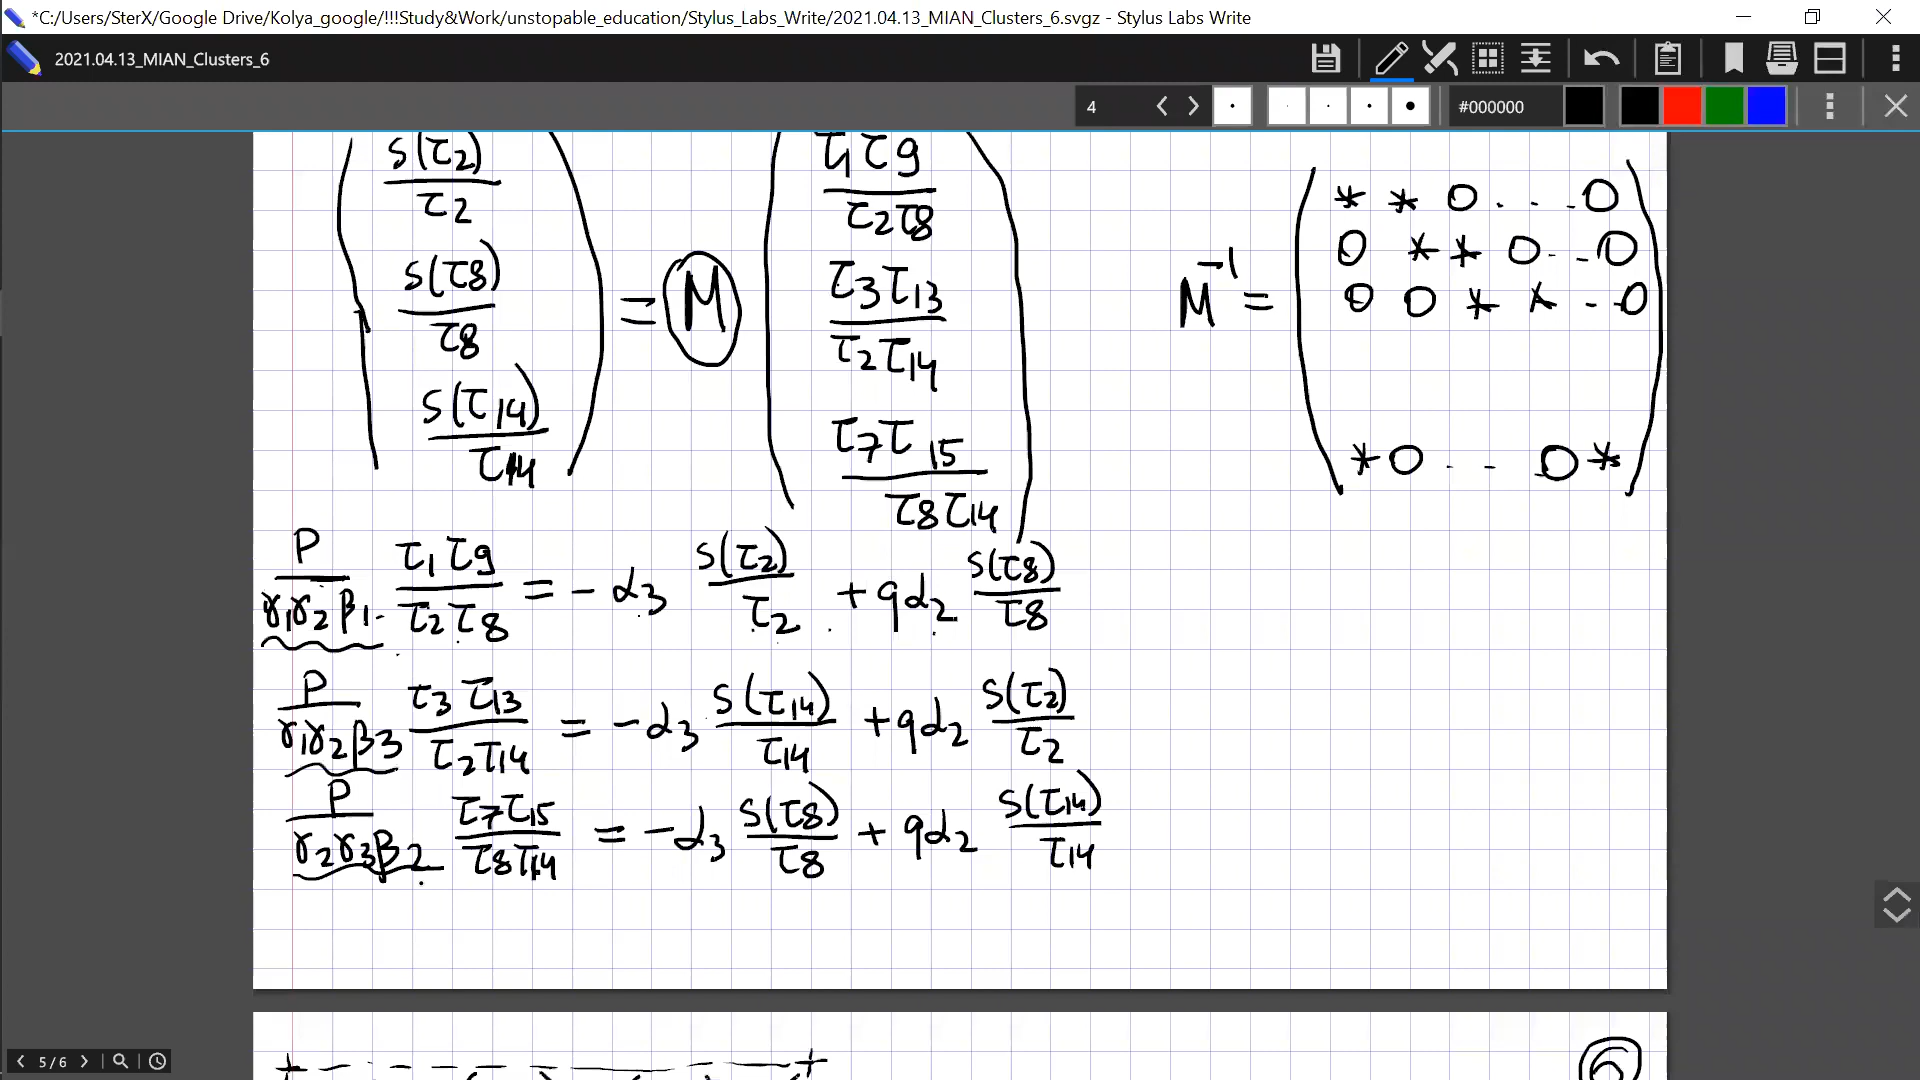 *C:/Users/SterX/Google Drive/Kolya_google/!!!Study&Work/unstopable_education/Stylus_Labs_Write/2021.04.13_MIAN_Clusters_6.svgz - Stylus Labs Write
2021.04.13_MIAN_Clusters_6
4
#000000
s(τ2)/τ2
s(τ8)/τ8
s(τ14)/τ14
= M
τ1τ9/τ2τ8
τ3τ13/τ2τ14
τ7τ15/τ8τ14
M^-1 =
* * 0 . . . 0
0 * * 0 . . 0
0 0 * * - - 0
* 0 . . 0 *
P/γ1γ2β1 τ1τ9/τ2τ8 = -α3 s(τ2)/τ2 + qα2 s(τ8)/τ8
P/γ1γ2β3 τ3τ13/τ2τ14 = -α3 s(τ14)/τ14 + qα2 s(τ2)/τ2
P/γ2γ3β2 τ7τ15/τ8τ14 = -α3 s(τ8)/τ8 + qα2 s(τ14)/τ14
5/6
6